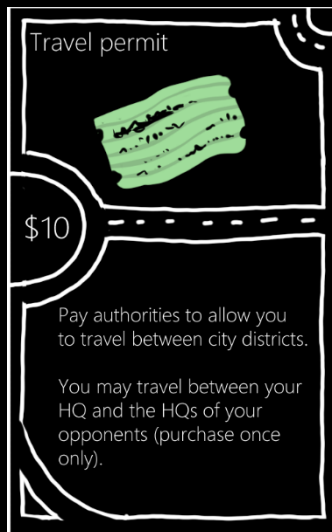 Travel permit
$10
Pay authorities to allow you
to travel between city districts.
You may travel between your
HQ and the HQs of your
opponents (purchase once
only).